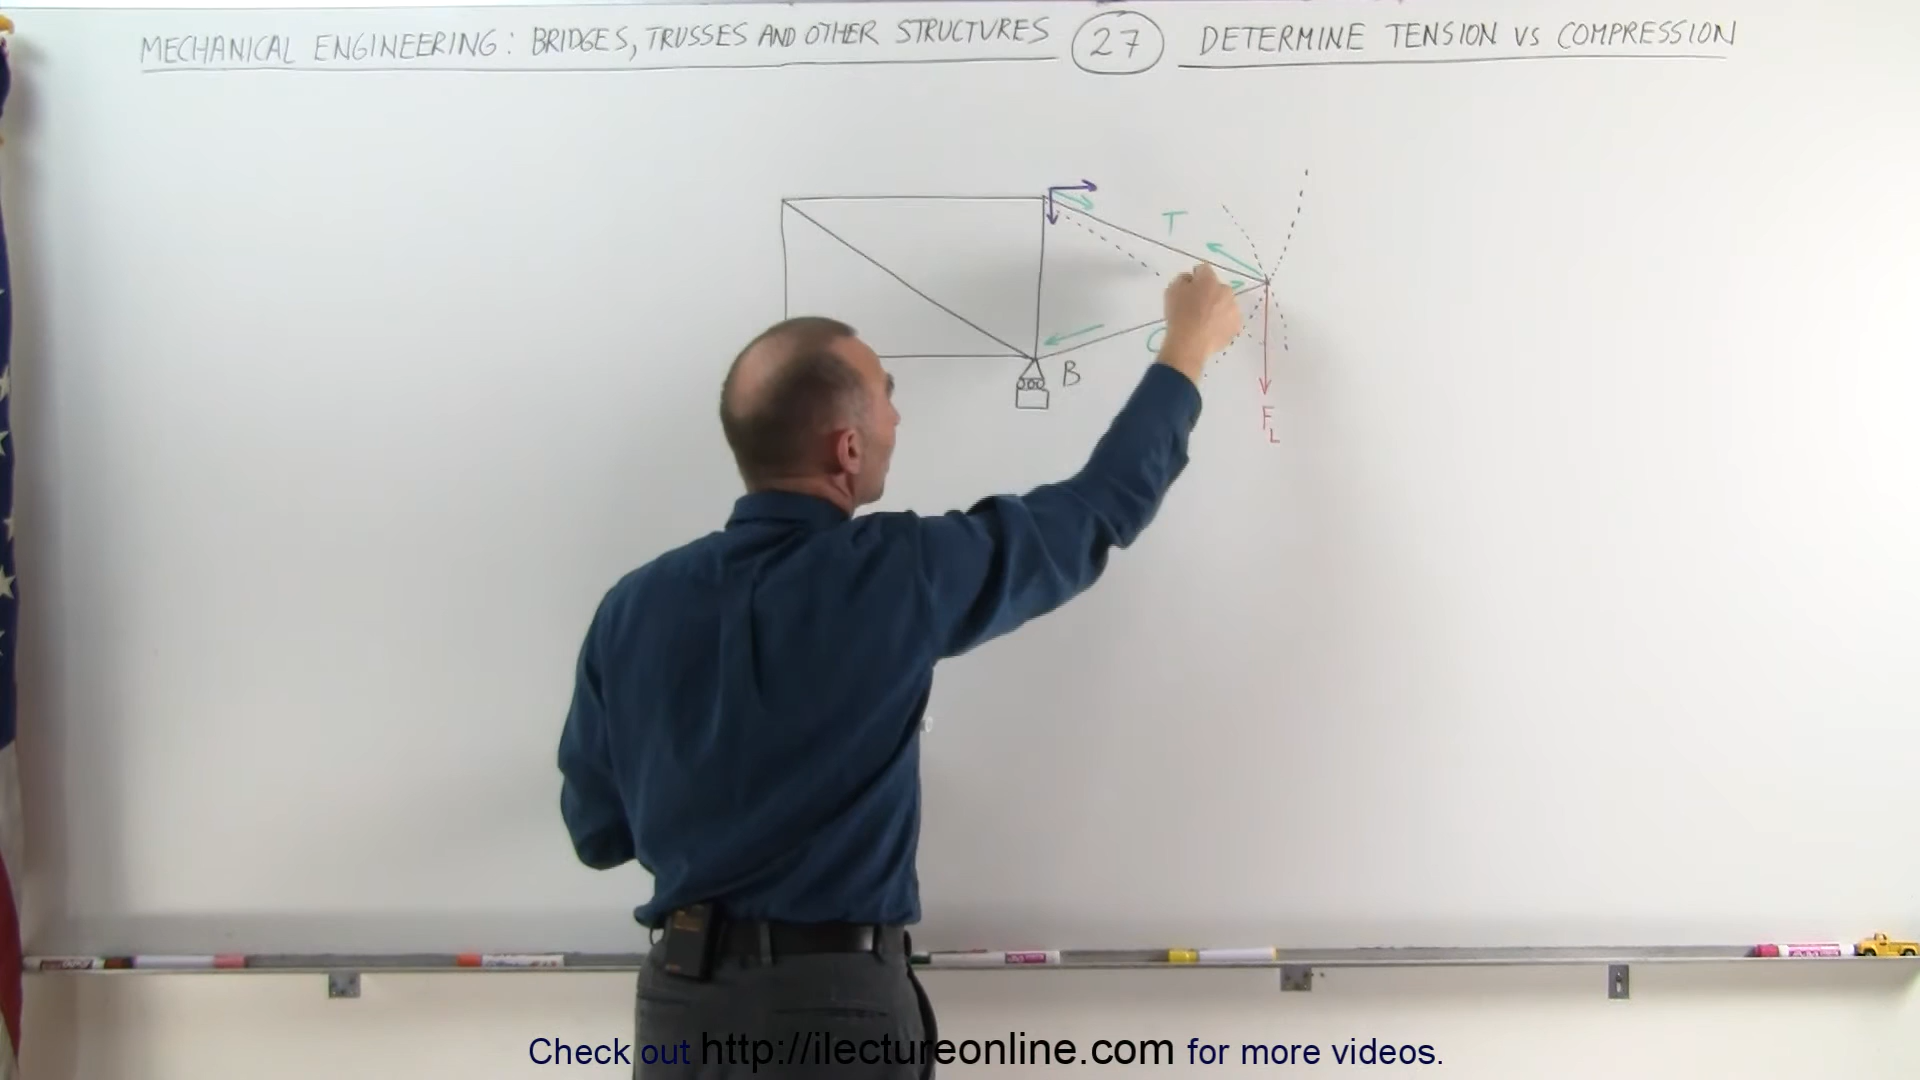 MECHANICAL ENGINEERING: BRIDGES, TRUSSES AND OTHER STRUCTURES 27 DETERMINE TENSION VS COMPRESSION
T
C
B
F
L
Check out http://ilectureonline.com for more videos.